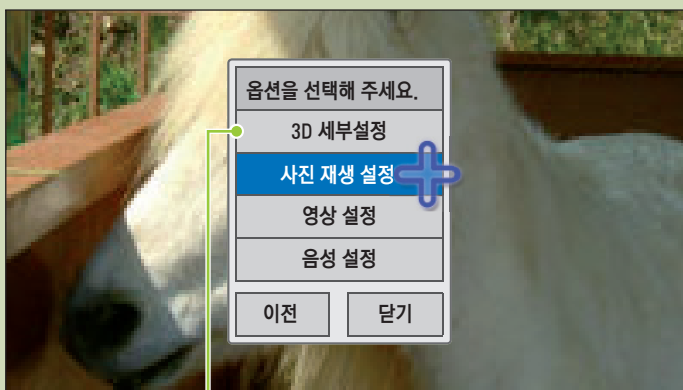 옵션을 선택해 주세요.
3D 세부설정
사진 재생 설정
영상 설정
음성 설정
이전 닫기